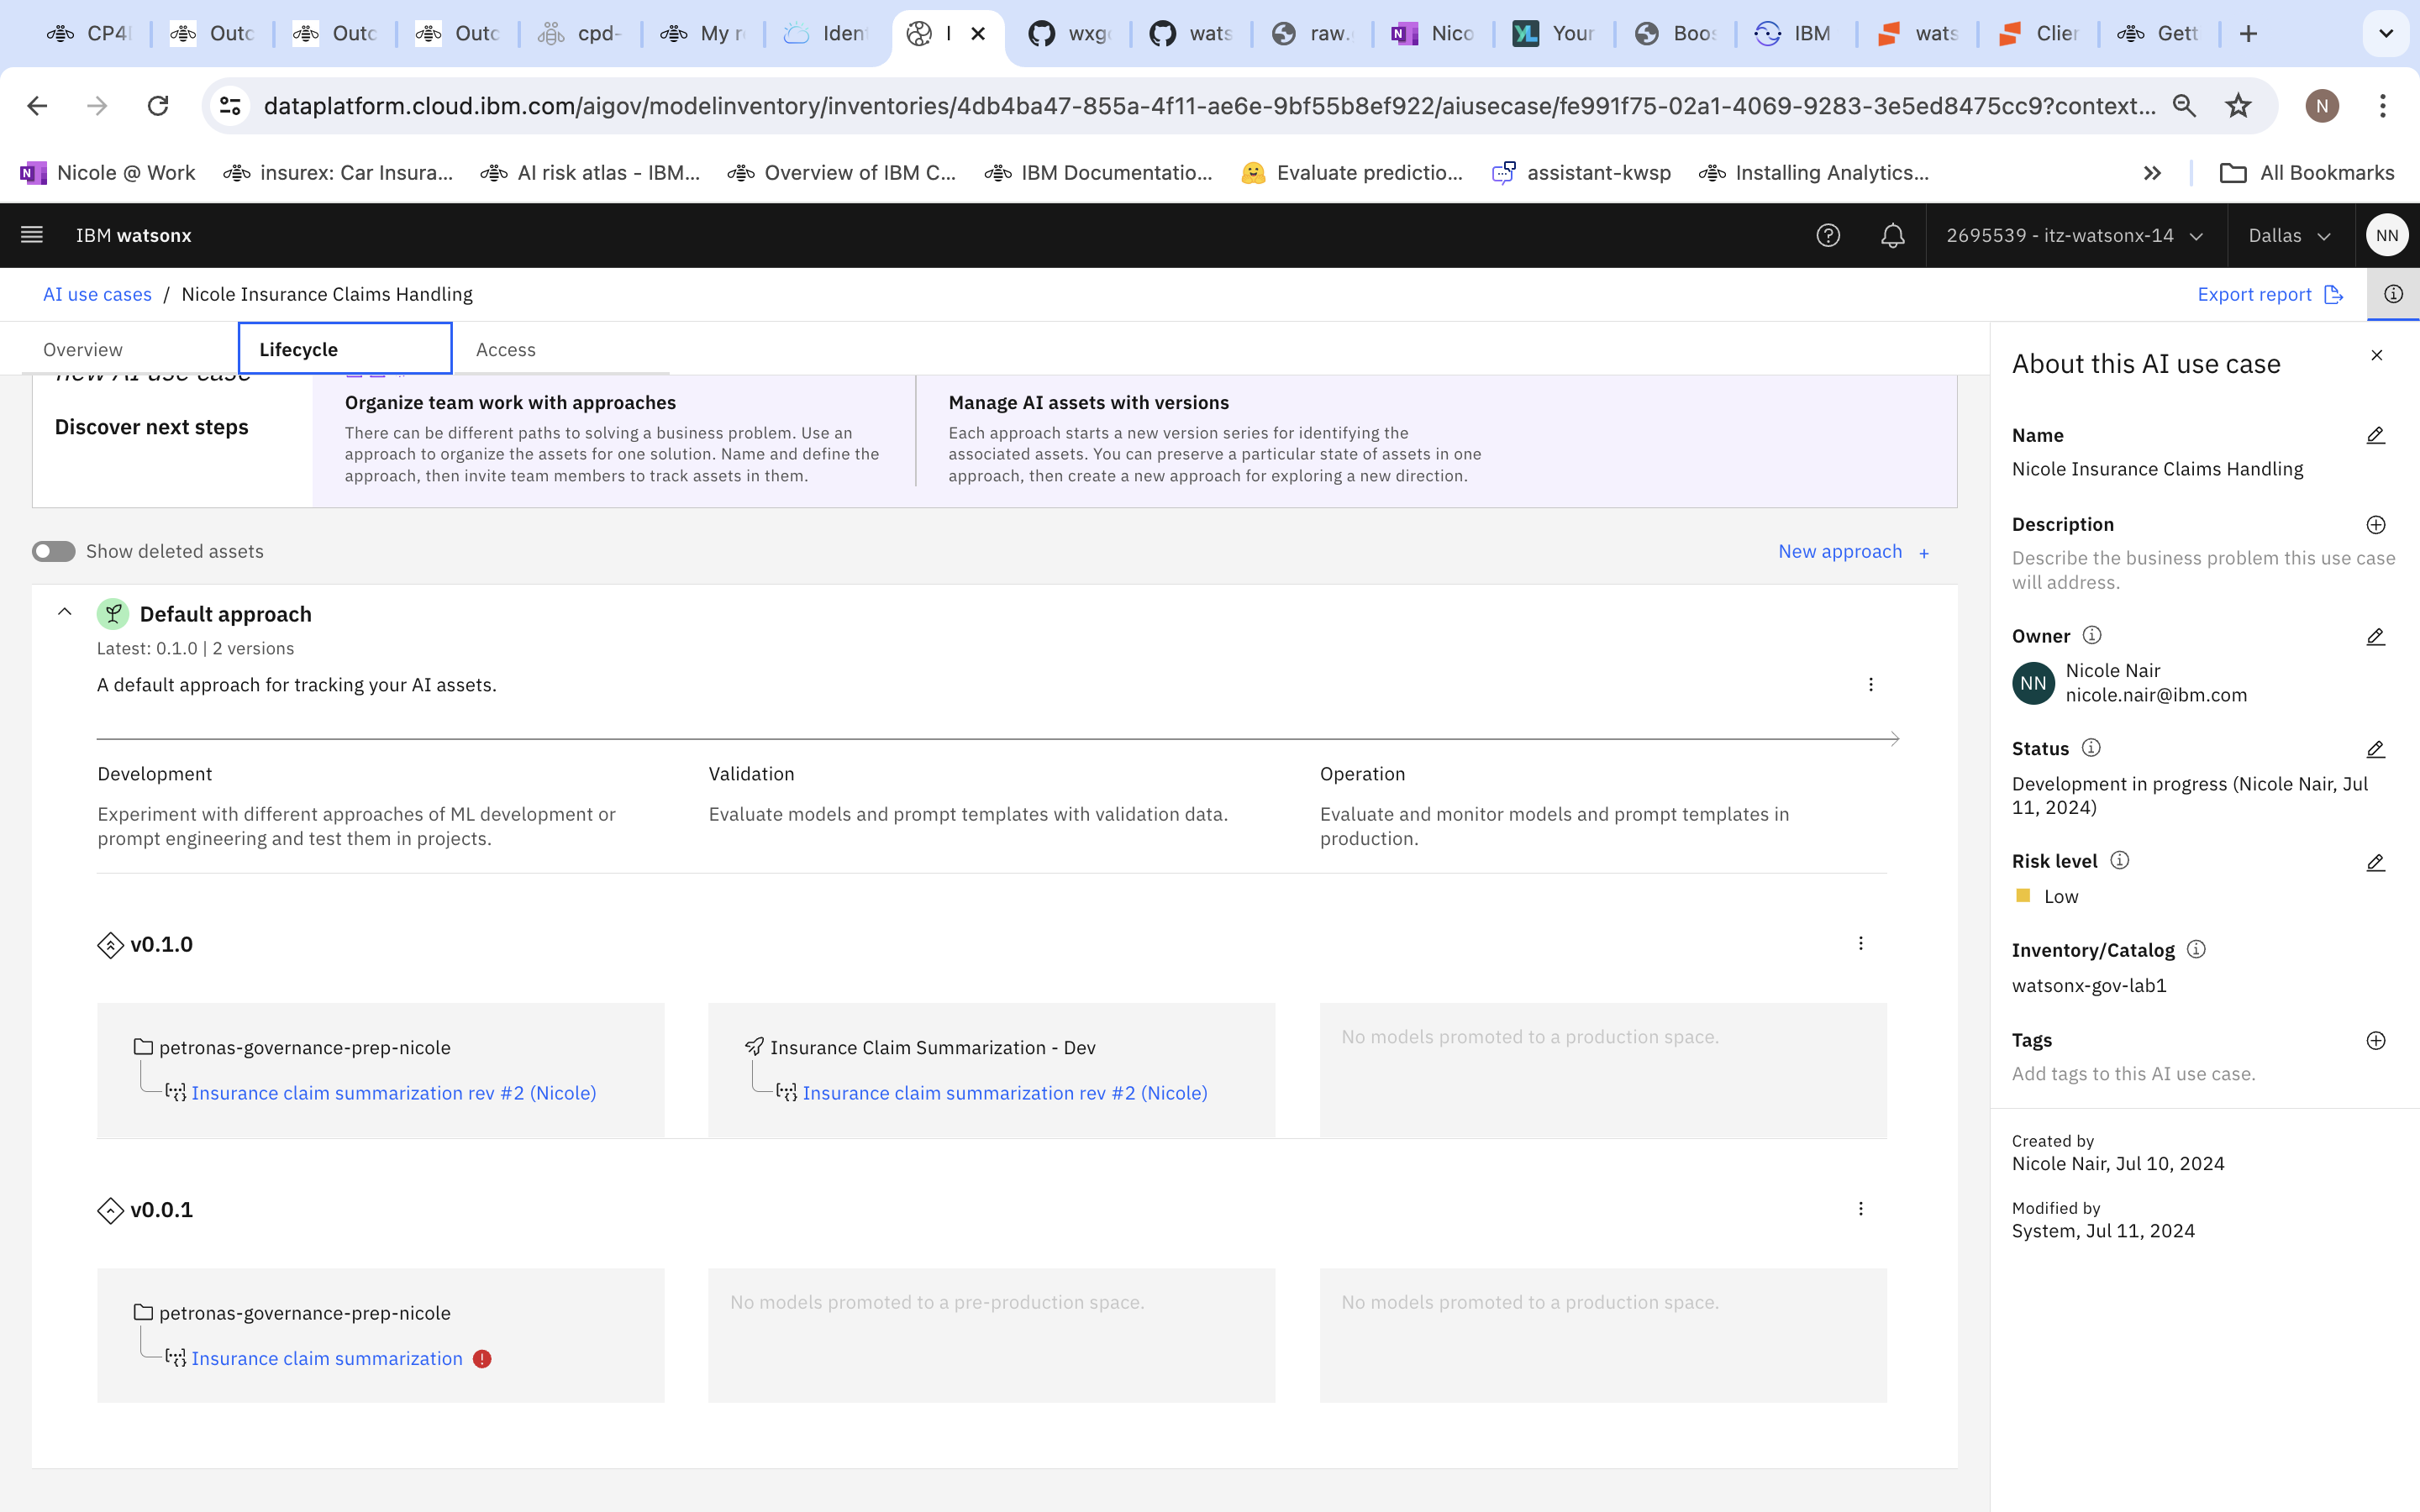 CP4
Outc
Outc
Outc
cpd-
My r
Iden
I
wxg
wats
raw.
Nico
YL
Your
Boos
IBM
wats
Clier
Gett
dataplatform.cloud.ibm.com/aigov/modelinventory/inventories/4db4ba47-855a-4f11-ae6e-9bf55b8ef922/aiusecase/fe991f75-02a1-4069-9283-3e5ed8475cc9?context...
N
Nicole @ Work
insurex: Car Insura...
AI risk atlas - IBM...
Overview of IBM C...
IBM Documentatio...
Evaluate predictio...
assistant-kwsp
Installing Analytics...
All Bookmarks
IBM watsonx
2695539 - itz-watsonx-14
Dallas
NN
AI use cases / Nicole Insurance Claims Handling
Export report
Overview
Lifecycle
Access
new AI use case
Discover next steps
Organize team work with approaches
There can be different paths to solving a business problem. Use an
approach to organize the assets for one solution. Name and define the
approach, then invite team members to track assets in them.
Manage AI assets with versions
Each approach starts a new version series for identifying the
associated assets. You can preserve a particular state of assets in one
approach, then create a new approach for exploring a new direction.
Show deleted assets
New approach +
Default approach
Latest: 0.1.0 | 2 versions
A default approach for tracking your AI assets.
Development
Experiment with different approaches of ML development or
prompt engineering and test them in projects.
Validation
Evaluate models and prompt templates with validation data.
Operation
Evaluate and monitor models and prompt templates in
production.
v0.1.0
petronas-governance-prep-nicole
Insurance claim summarization rev #2 (Nicole)
Insurance Claim Summarization - Dev
Insurance claim summarization rev #2 (Nicole)
No models promoted to a production space.
v0.0.1
petronas-governance-prep-nicole
Insurance claim summarization
No models promoted to a pre-production space.
No models promoted to a production space.
About this AI use case
Name
Nicole Insurance Claims Handling
Description
Describe the business problem this use case
will address.
Owner
NN
Nicole Nair
nicole.nair@ibm.com
Status
Development in progress (Nicole Nair, Jul
11, 2024)
Risk level
Low
Inventory/Catalog
watsonx-gov-lab1
Tags
Add tags to this AI use case.
Created by
Nicole Nair, Jul 10, 2024
Modified by
System, Jul 11, 2024